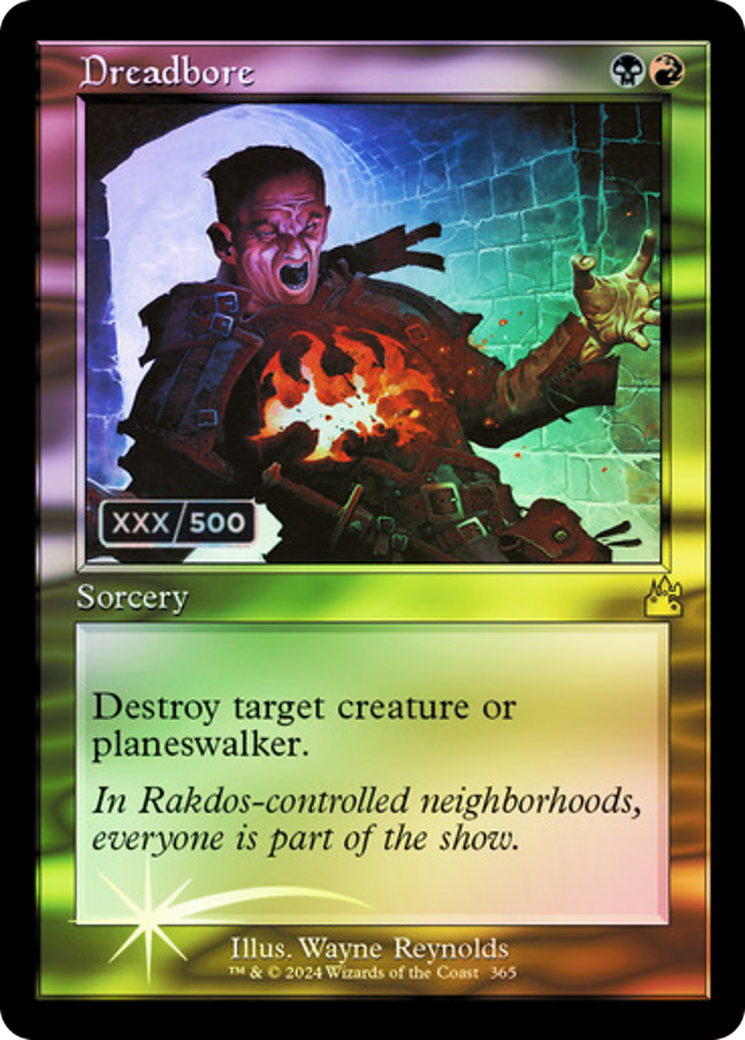 Dreadbore
XXX/500
Sorcery
Destroy target creature or
planeswalker.
In Rakdos-controlled neighborhoods,
everyone is part of the show.
Illus. Wayne Reynolds
™ & © 2024 Wizards of the Coast 365